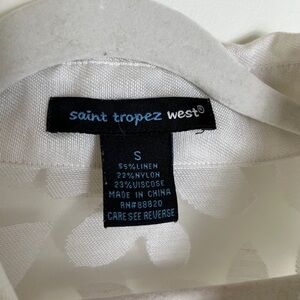 saint tropez west®
S
55%LINEN
22%NYLON
23%VISCOSE
MADE IN CHINA
RN#88820
CARE SEE REVERSE